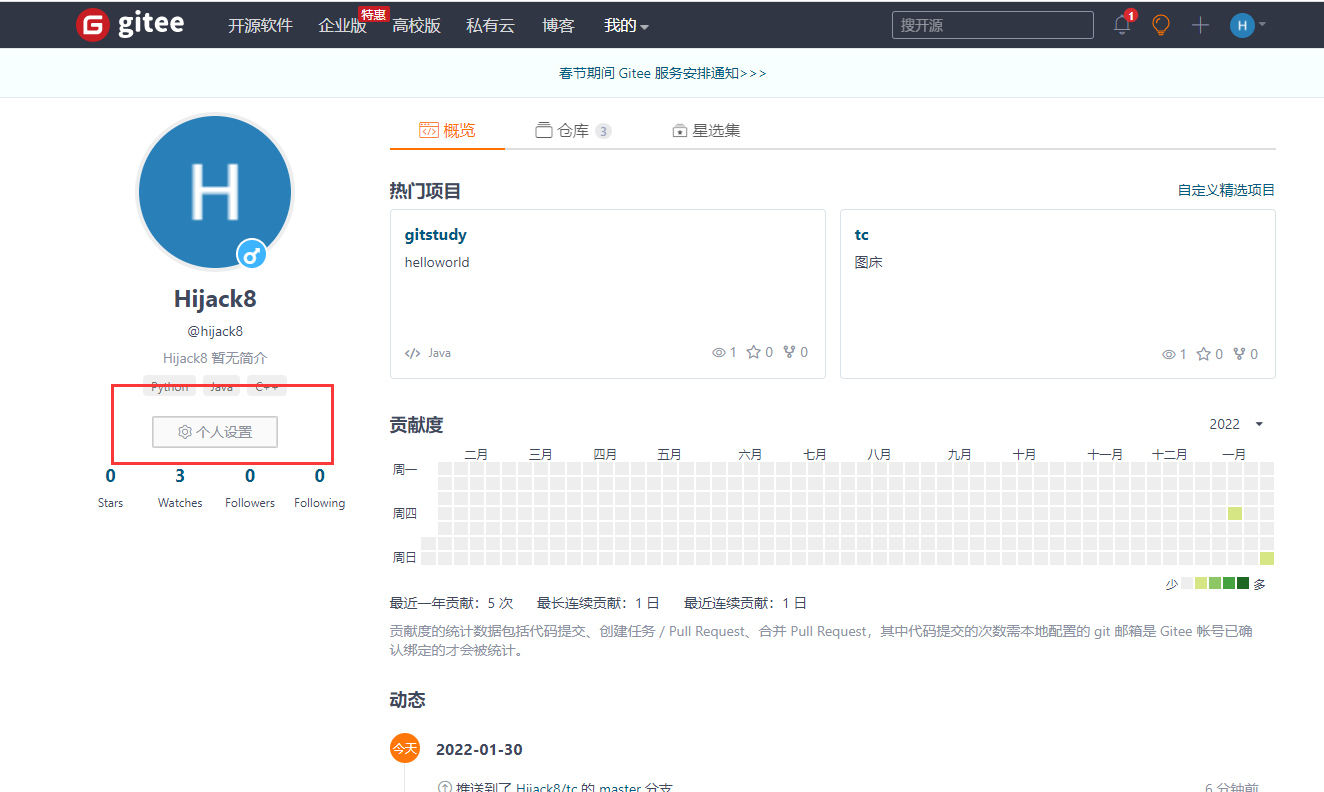 gitee 开源软件 企业版 特惠 高校版 私有云 博客 我的 搜开源 1 H
春节期间 Gitee 服务安排通知>>>
H
Hijack8
@hijack8
Hijack8 暂无简介
Python Java C++
个人设置
0 3 0 0
Stars Watches Followers Following
概览 仓库 3 星选集
热门项目 自定义精选项目
gitstudy
helloworld
Java 1 0 0
tc
图床
1 0 0
贡献度 2022
二月 三月 四月 五月 六月 七月 八月 九月 十月 十一月 十二月 一月
周一
周四
周日
少 多
最近一年贡献：5 次 最长连续贡献：1 日 最近连续贡献：1 日
贡献度的统计数据包括代码提交、创建任务 / Pull Request、合并 Pull Request，其中代码提交的次数需本地配置的 git 邮箱是 Gitee 帐号已确
认绑定的才会被统计。
动态
今天 2022-01-30
推送到了 Hijack8/tc 的 master 分支 6 分钟前